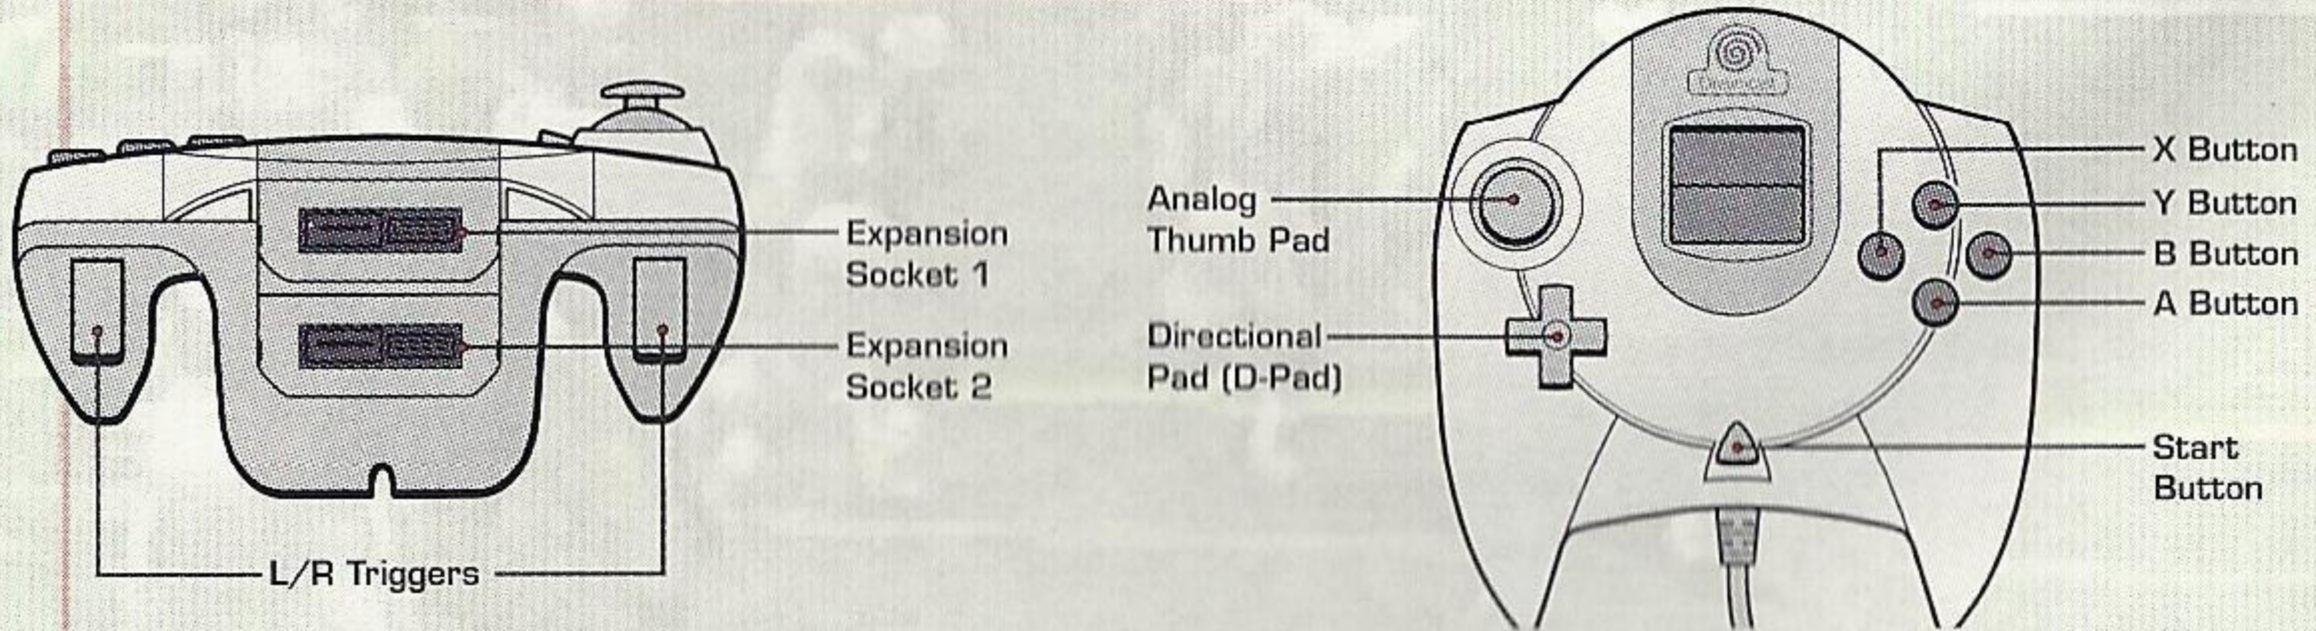 Expansion
Socket 1
Expansion
Socket 2
L/R Triggers
Analog
Thumb Pad
Directional
Pad (D-Pad)
X Button
Y Button
B Button
A Button
Start
Button